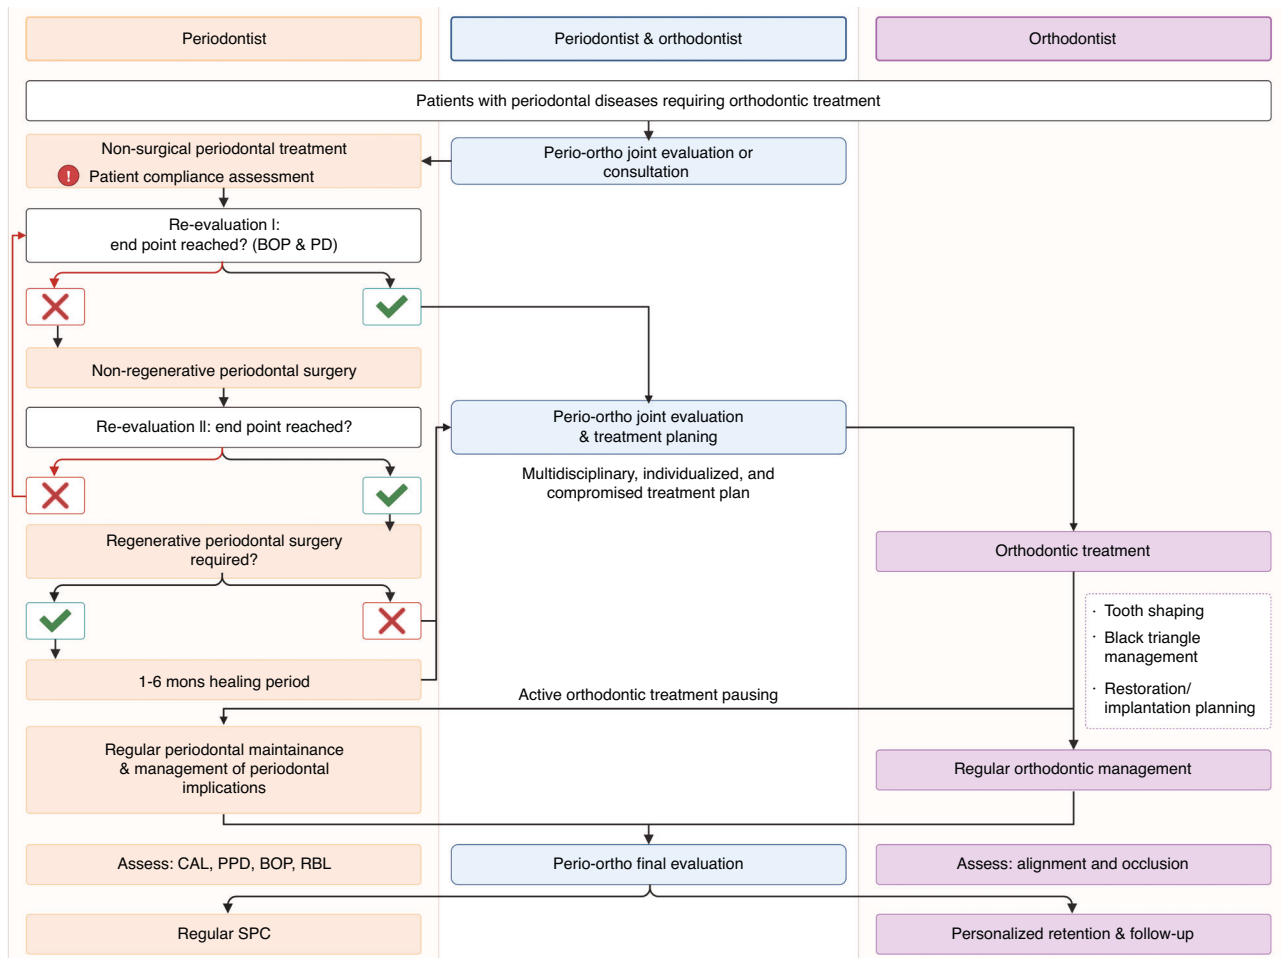 Periodontist
Periodontist & orthodontist
Orthodontist
Patients with periodontal diseases requiring orthodontic treatment
Perio-ortho joint evaluation or
consultation
Non-surgical periodontal treatment
! Patient compliance assessment
Re-evaluation I:
end point reached? (BOP & PD)
Non-regenerative periodontal surgery
Re-evaluation II: end point reached?
Perio-ortho joint evaluation
& treatment planing
Multidisciplinary, individualized, and
compromised treatment plan
Regenerative periodontal surgery
required?
1-6 mons healing period
Orthodontic treatment
· Tooth shaping
· Black triangle
management
· Restoration/
implantation planning
Active orthodontic treatment pausing
Regular periodontal maintainance
& management of periodontal
implications
Regular orthodontic management
Assess: CAL, PPD, BOP, RBL
Perio-ortho final evaluation
Assess: alignment and occlusion
Regular SPC
Personalized retention & follow-up